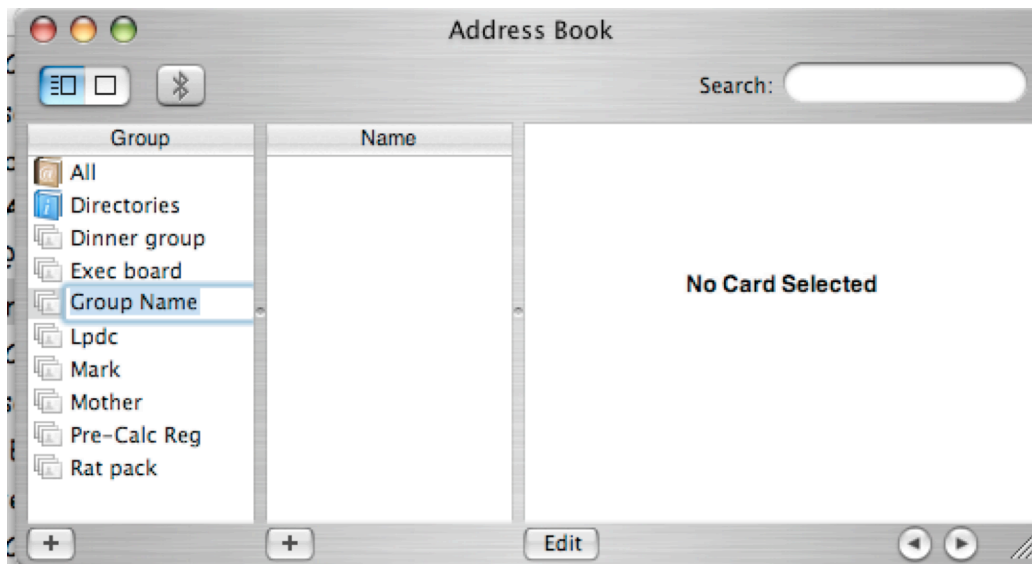 Address Book
Search:
Group
Name
All
Directories
Dinner group
Exec board
Group Name
Lpdc
Mark
Mother
Pre-Calc Reg
Rat pack
No Card Selected
+
+
Edit